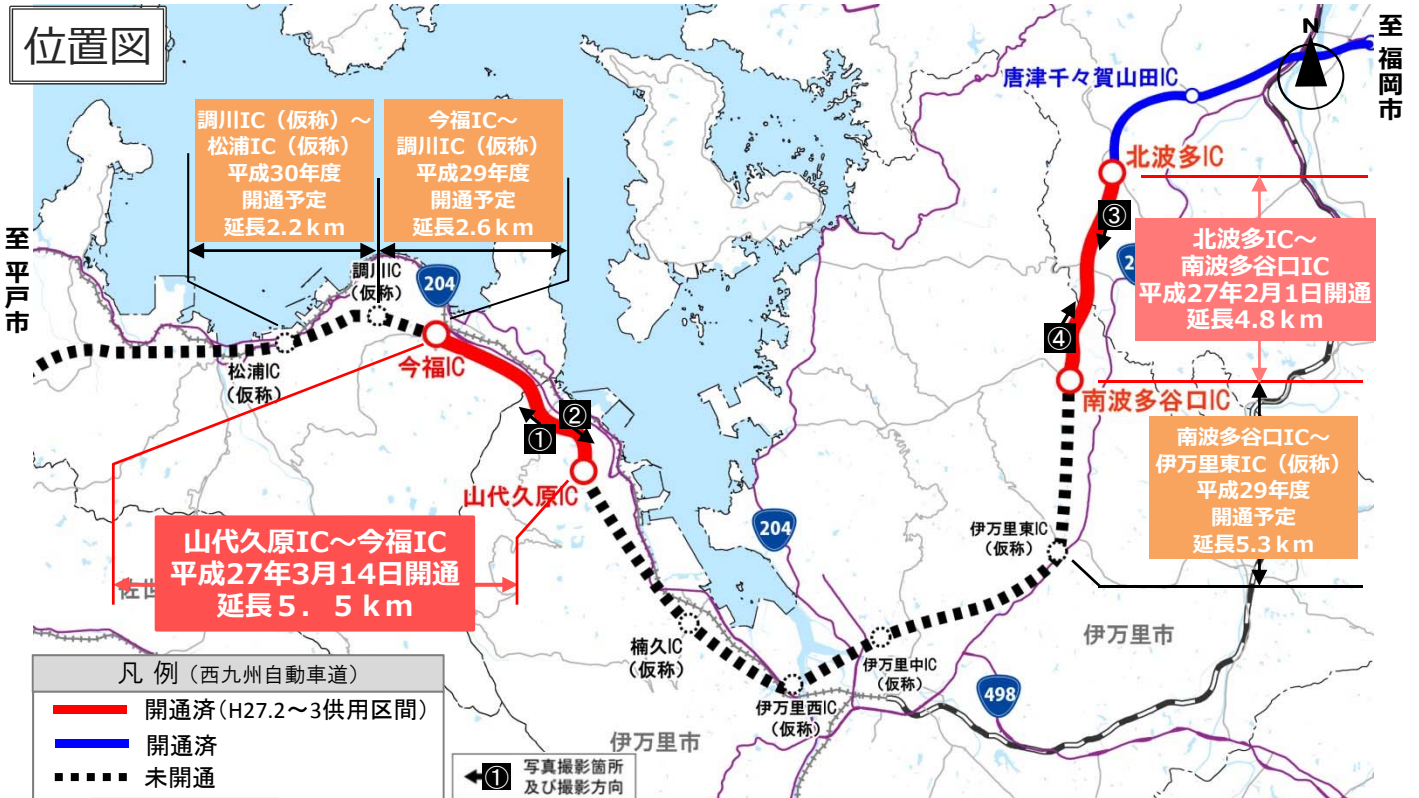 位置図
至
福
岡
市
N
唐津千々賀山田IC
調川IC（仮称）～
松浦IC（仮称）
平成30年度
開通予定
延長2.2ｋｍ
今福IC～
調川IC（仮称）
平成29年度
開通予定
延長2.6ｋｍ
北波多IC
③
北波多IC～
南波多谷口IC
平成27年2月1日開通
延長4.8ｋｍ
2
④
至
平
戸
市
調川IC
（仮称）
204
松浦IC
（仮称）
今福IC
①
②
山代久原IC
南波多谷口IC
南波多谷口IC～
伊万里東IC（仮称）
平成29年度
開通予定
延長5.3ｋｍ
204
伊万里東IC
（仮称）
山代久原IC～今福IC
平成27年3月14日開通
延長５．５ｋｍ
佐世
楠久IC
（仮称）
伊万里中IC
（仮称）
伊万里市
伊万里西IC
（仮称）
498
伊万里市
凡 例（西九州自動車道）
開通済（H27.2～3供用区間）
開通済
未開通
① 写真撮影箇所
及び撮影方向